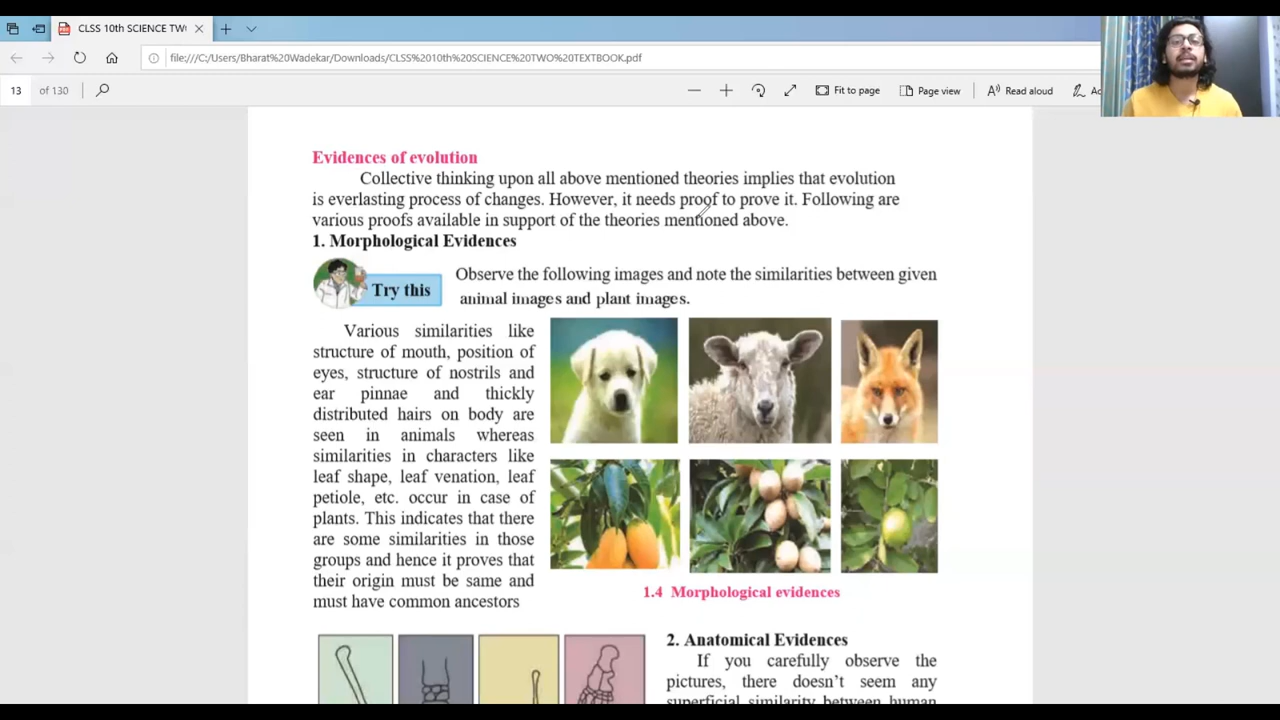 CLSS 10th SCIENCE TWO
file:///C:/Users/Bharat%20Wadekar/Downloads/CLSS%2010th%20SCIENCE%20TWO%20TEXTBOOK.pdf
13 of 130
Fit to page
Page view
Read aloud
Evidences of evolution
Collective thinking upon all above mentioned theories implies that evolution
is everlasting process of changes. However, it needs proof to prove it. Following are
various proofs available in support of the theories mentioned above.
1. Morphological Evidences
Try this
Observe the following images and note the similarities between given
animal images and plant images.
Various similarities like
structure of mouth, position of
eyes, structure of nostrils and
ear pinnae and thickly
distributed hairs on body are
seen in animals whereas
similarities in characters like
leaf shape, leaf venation, leaf
petiole, etc. occur in case of
plants. This indicates that there
are some similarities in those
groups and hence it proves that
their origin must be same and
must have common ancestors
1.4 Morphological evidences
2. Anatomical Evidences
If you carefully observe the
pictures, there doesn't seem any
superficial similarity between human